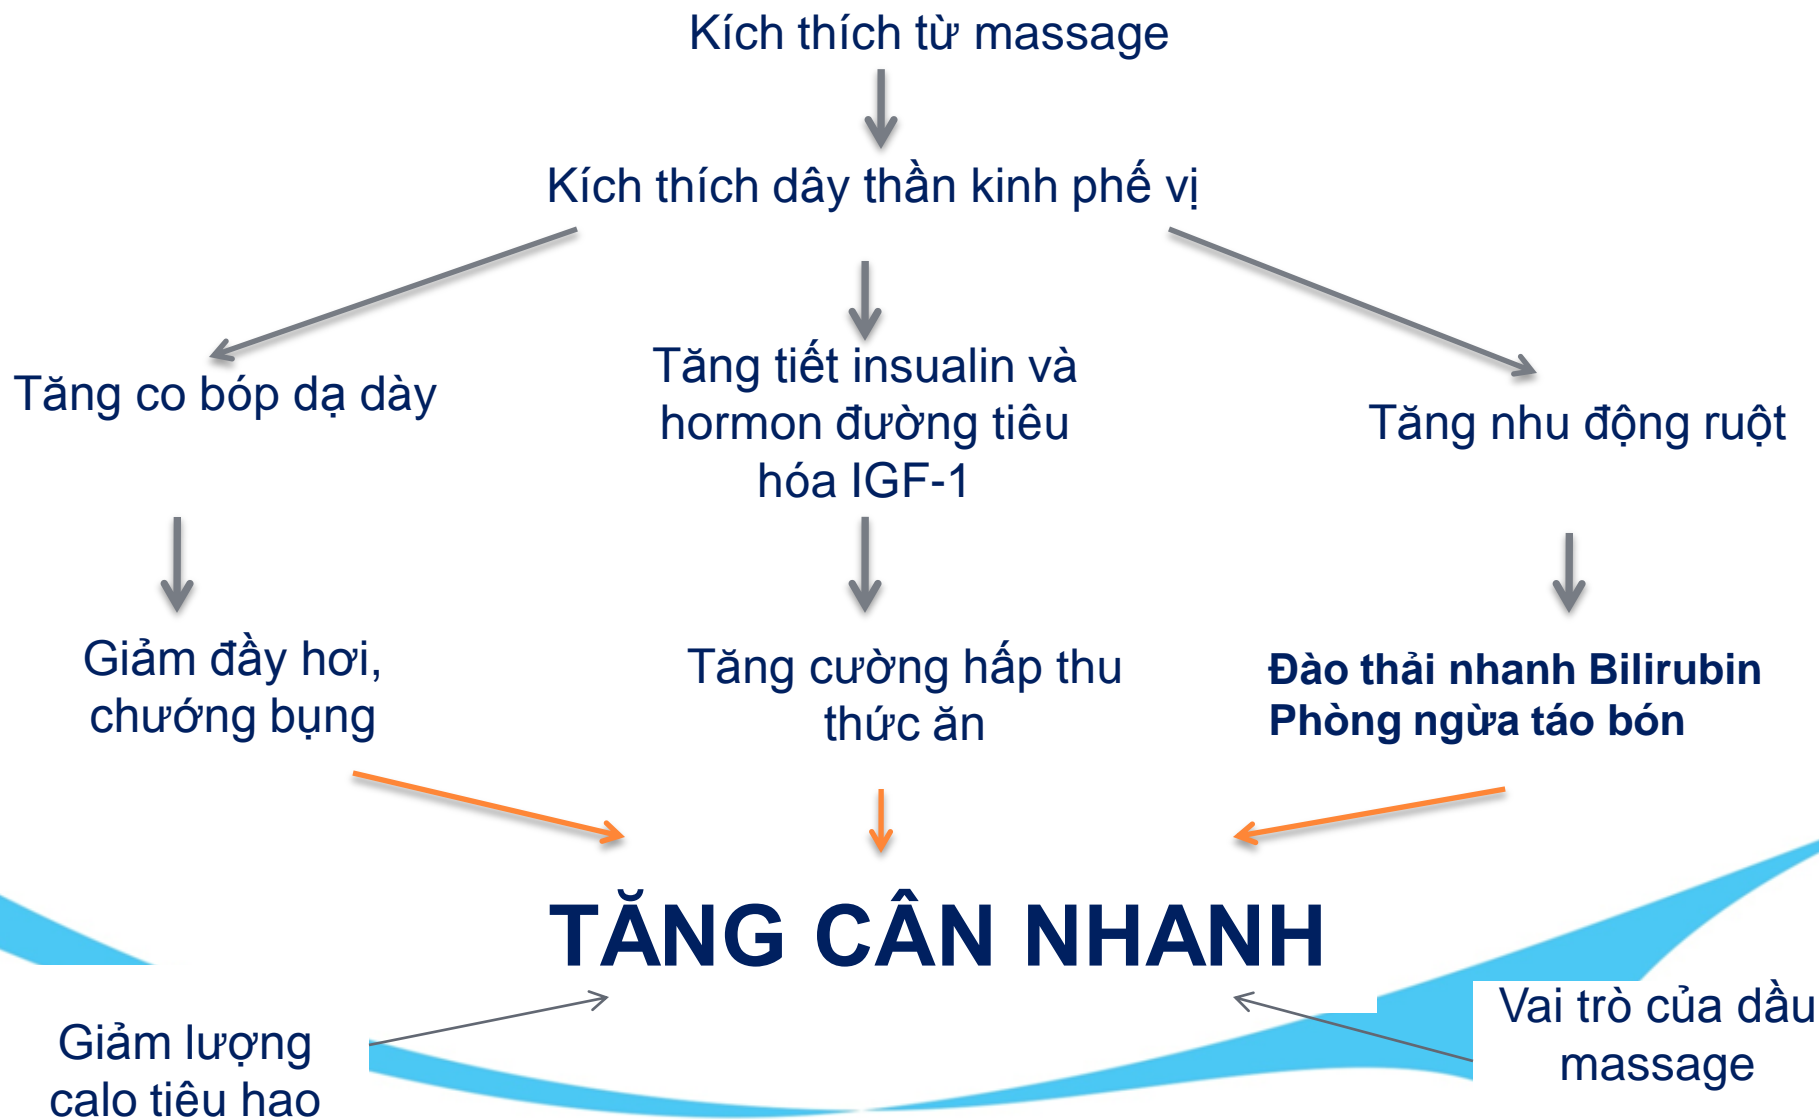 Kích thích từ massage
Kích thích dây thần kinh phế vị
Tăng co bóp dạ dày
Tăng tiết insualin và
hormon đường tiêu
hóa IGF-1
Tăng nhu động ruột
Giảm đầy hơi,
chướng bụng
Tăng cường hấp thu
thức ăn
Đào thải nhanh Bilirubin
Phòng ngừa táo bón
TĂNG CÂN NHANH
Giảm lượng
calo tiêu hao
Vai trò của dầu
massage